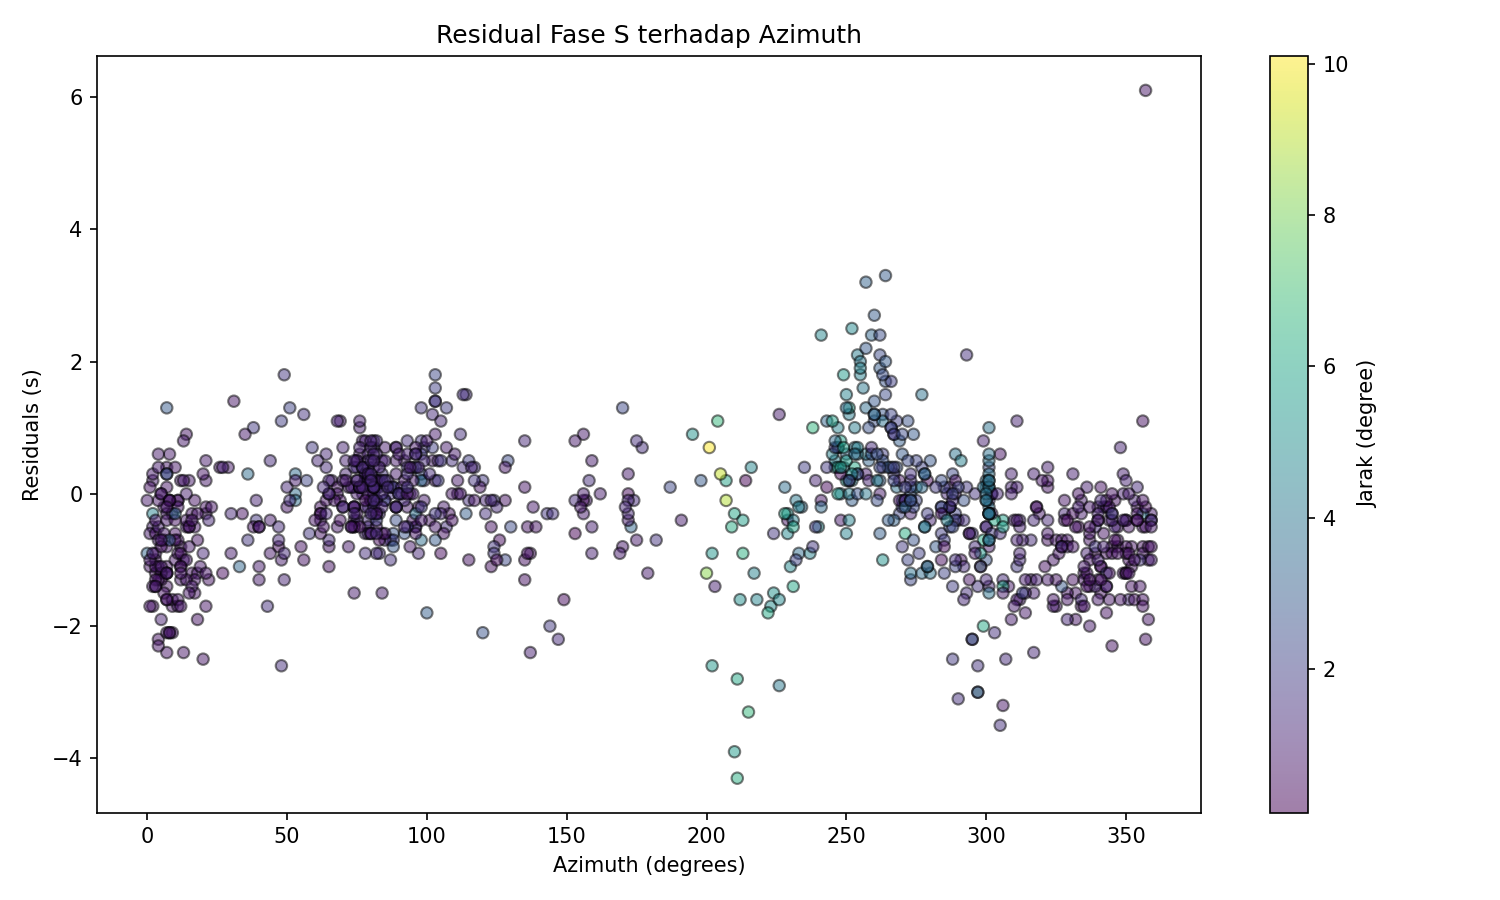 Residual Fase S terhadap Azimuth
Residuals (s)
6
4
2
0
−2
−4
0 50 100 150 200 250 300 350
Azimuth (degrees)
10
8
6
4
2
Jarak (degree)